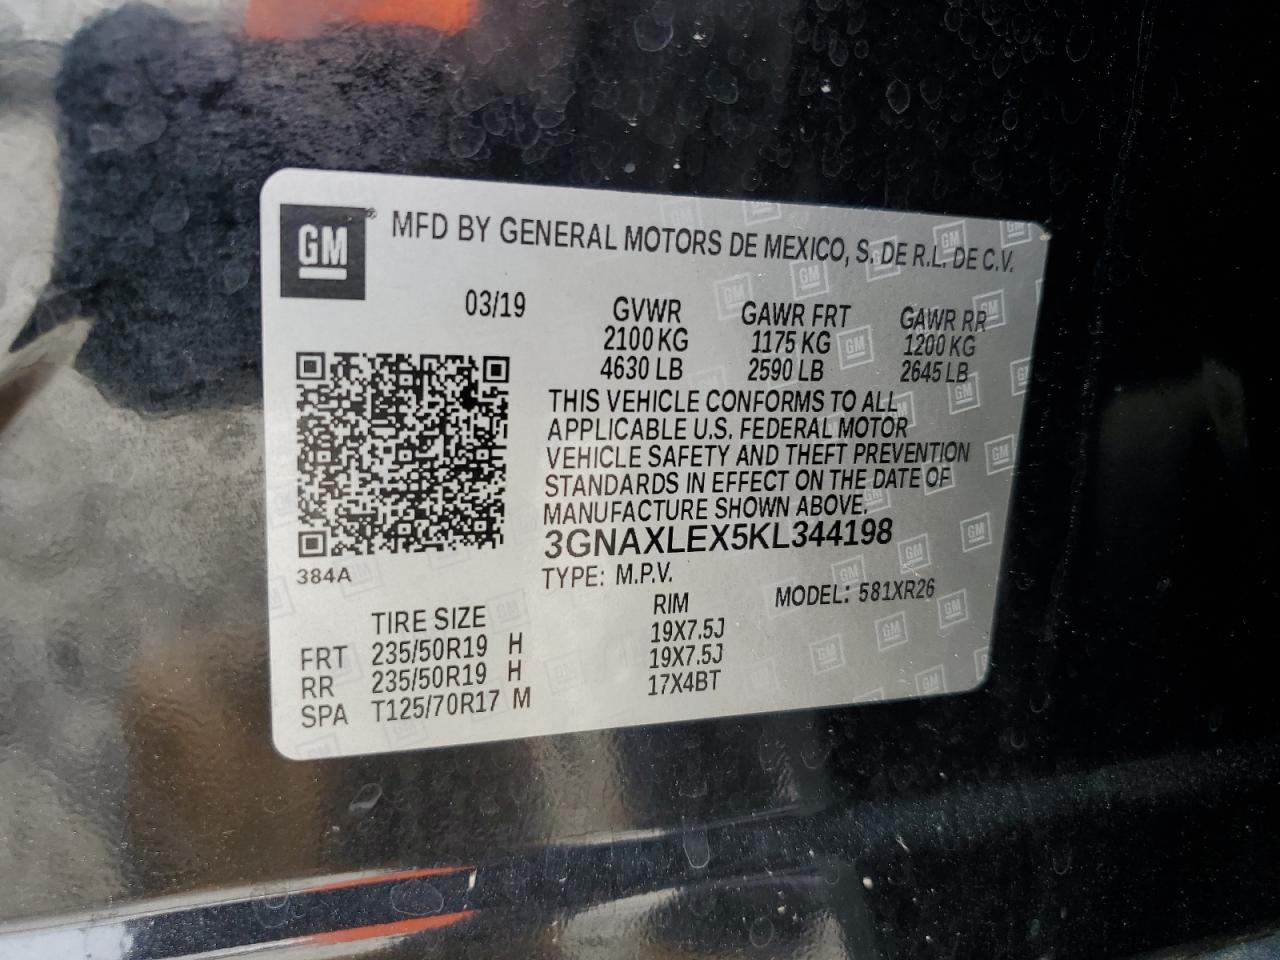 GM® MFD BY GENERAL MOTORS DE MEXICO, S. DE R.L. DE C.V.
03/19 GVWR GAWR FRT GAWR RR
2100 KG 1175 KG 1200 KG
4630 LB 2590 LB 2645 LB
THIS VEHICLE CONFORMS TO ALL
APPLICABLE U.S. FEDERAL MOTOR
VEHICLE SAFETY AND THEFT PREVENTION
STANDARDS IN EFFECT ON THE DATE OF
MANUFACTURE SHOWN ABOVE.
3GNAXLEX5KL344198
384A TYPE: M.P.V. MODEL: 581XR26
TIRE SIZE RIM
FRT 235/50R19 H 19X7.5J
RR 235/50R19 H 19X7.5J
SPA T125/70R17 M 17X4BT